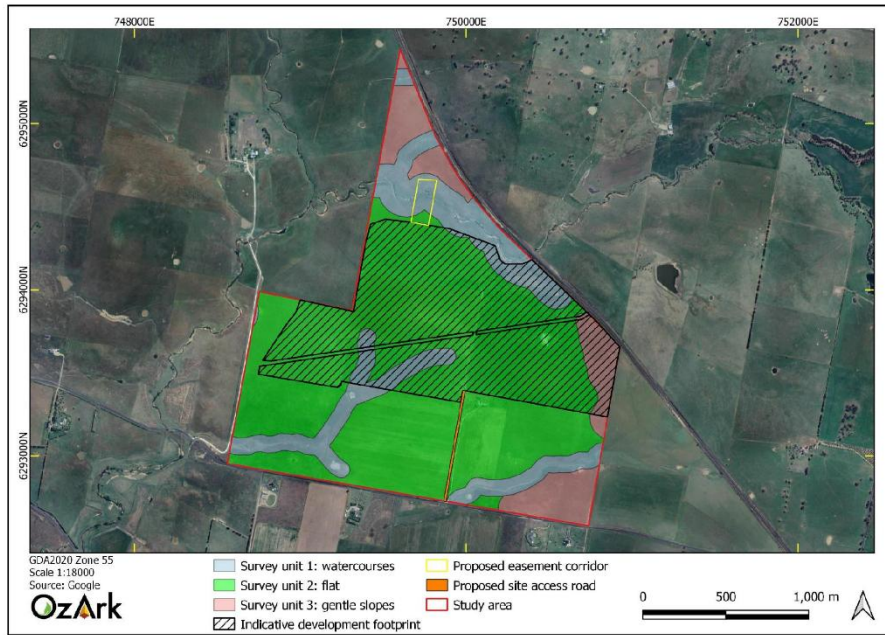 748000E 750000E 752000E
6295000N
6294000N
6293000N
GDA2020 Zone 55
Scale 1:18000
Source: Google
OzArk
Survey unit 1: watercourses
Survey unit 2: flat
Survey unit 3: gentle slopes
Indicative development footprint
Proposed easement corridor
Proposed site access road
Study area
0 500 1,000 m